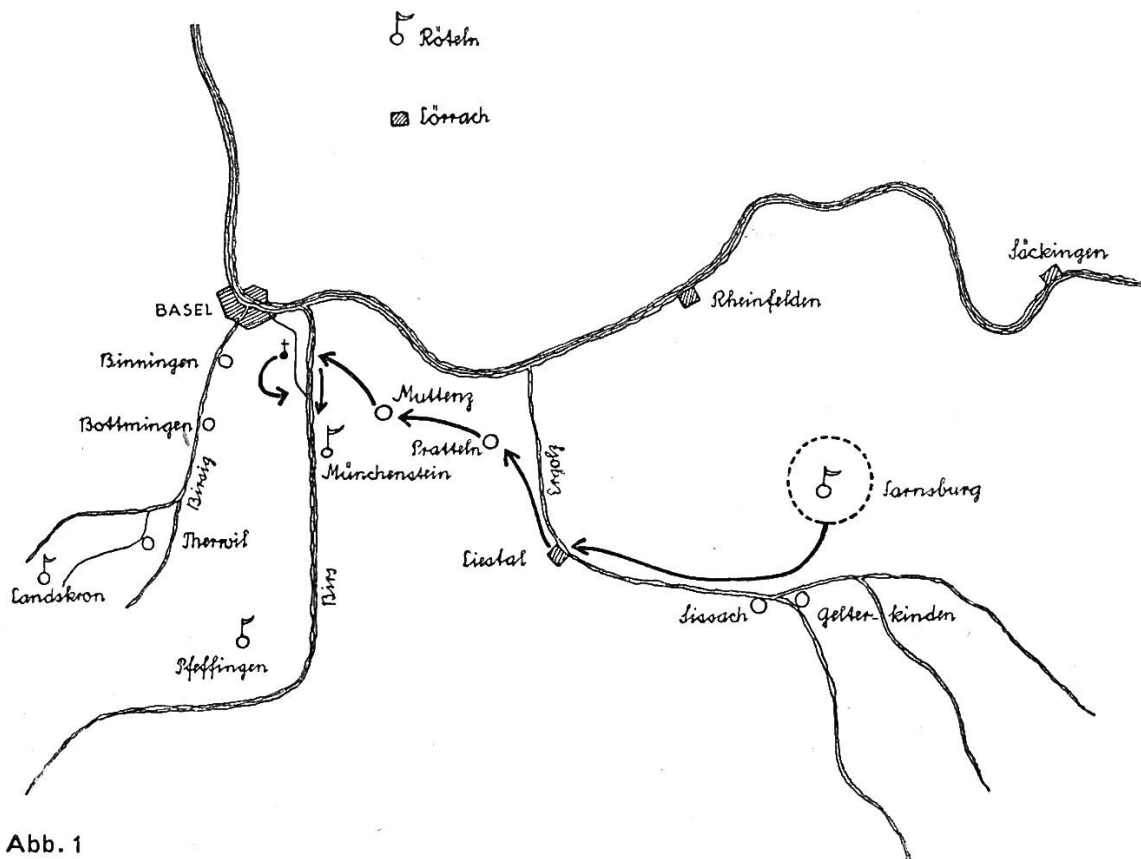 Röteln
Lörrach
Säckingen
Rheinfelden
BASEL
Binningen
Muttenz
Bottmingen
Pratteln
Münchenstein
Ergolz
Farnsburg
Birsig
Therwil
Liestal
Landskron
Birs
Sissach
Gelter-kinden
Pfeffingen
Abb. 1